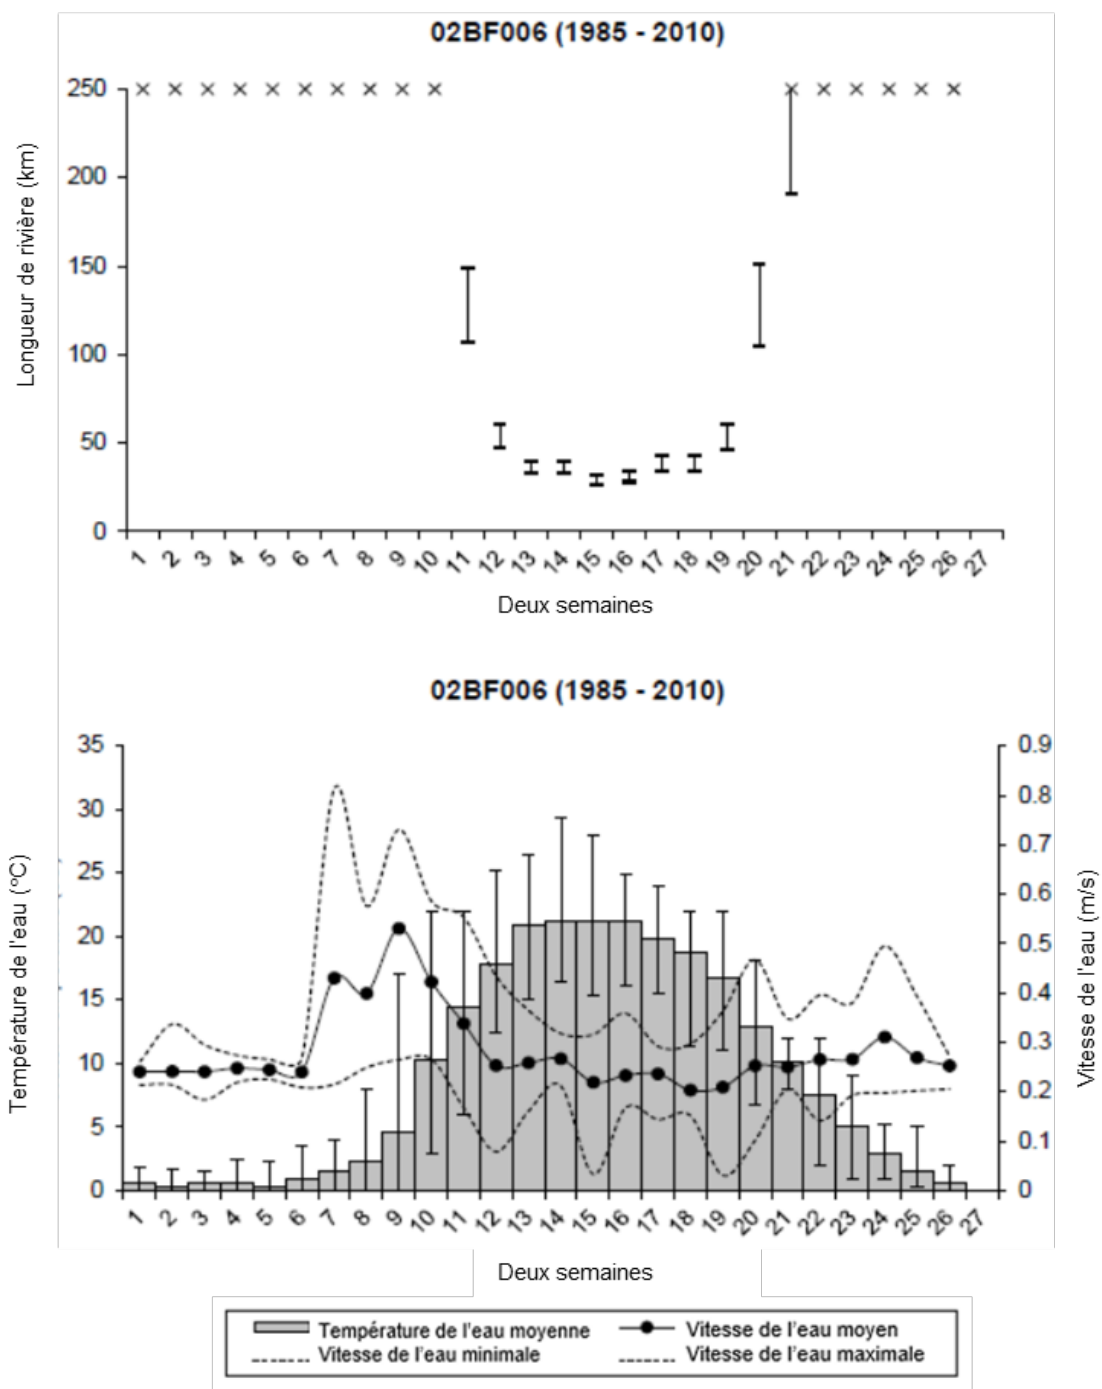 02BF006 (1985 - 2010)
Longueur de rivière (km)
250
200
150
100
50
0
1 2 3 4 5 6 7 8 9 10 11 12 13 14 15 16 17 18 19 20 21 22 23 24 25 26 27
Deux semaines
02BF006 (1985 - 2010)
Température de l'eau (°C)
35
30
25
20
15
10
5
0
0.9
0.8
0.7
0.6
0.5
0.4
0.3
0.2
0.1
0
Vitesse de l'eau (m/s)
1 2 3 4 5 6 7 8 9 10 11 12 13 14 15 16 17 18 19 20 21 22 23 24 25 26 27
Deux semaines
Température de l'eau moyenne
Vitesse de l'eau moyen
Vitesse de l'eau minimale
Vitesse de l'eau maximale